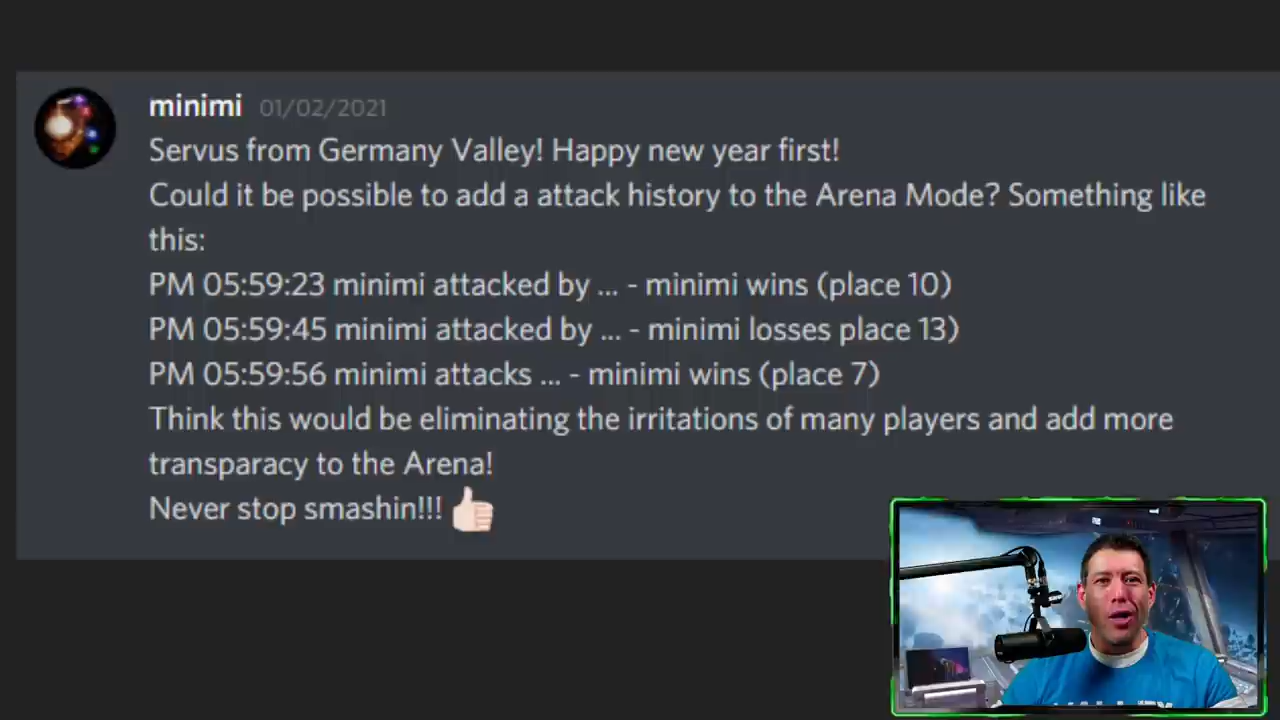 minimi 01/02/2021
Servus from Germany Valley! Happy new year first!
Could it be possible to add a attack history to the Arena Mode? Something like
this:
PM 05:59:23 minimi attacked by ... - minimi wins (place 10)
PM 05:59:45 minimi attacked by ... - minimi losses place 13)
PM 05:59:56 minimi attacks ... - minimi wins (place 7)
Think this would be eliminating the irritations of many players and add more
transparacy to the Arena!
Never stop smashin!!! 👍🏻